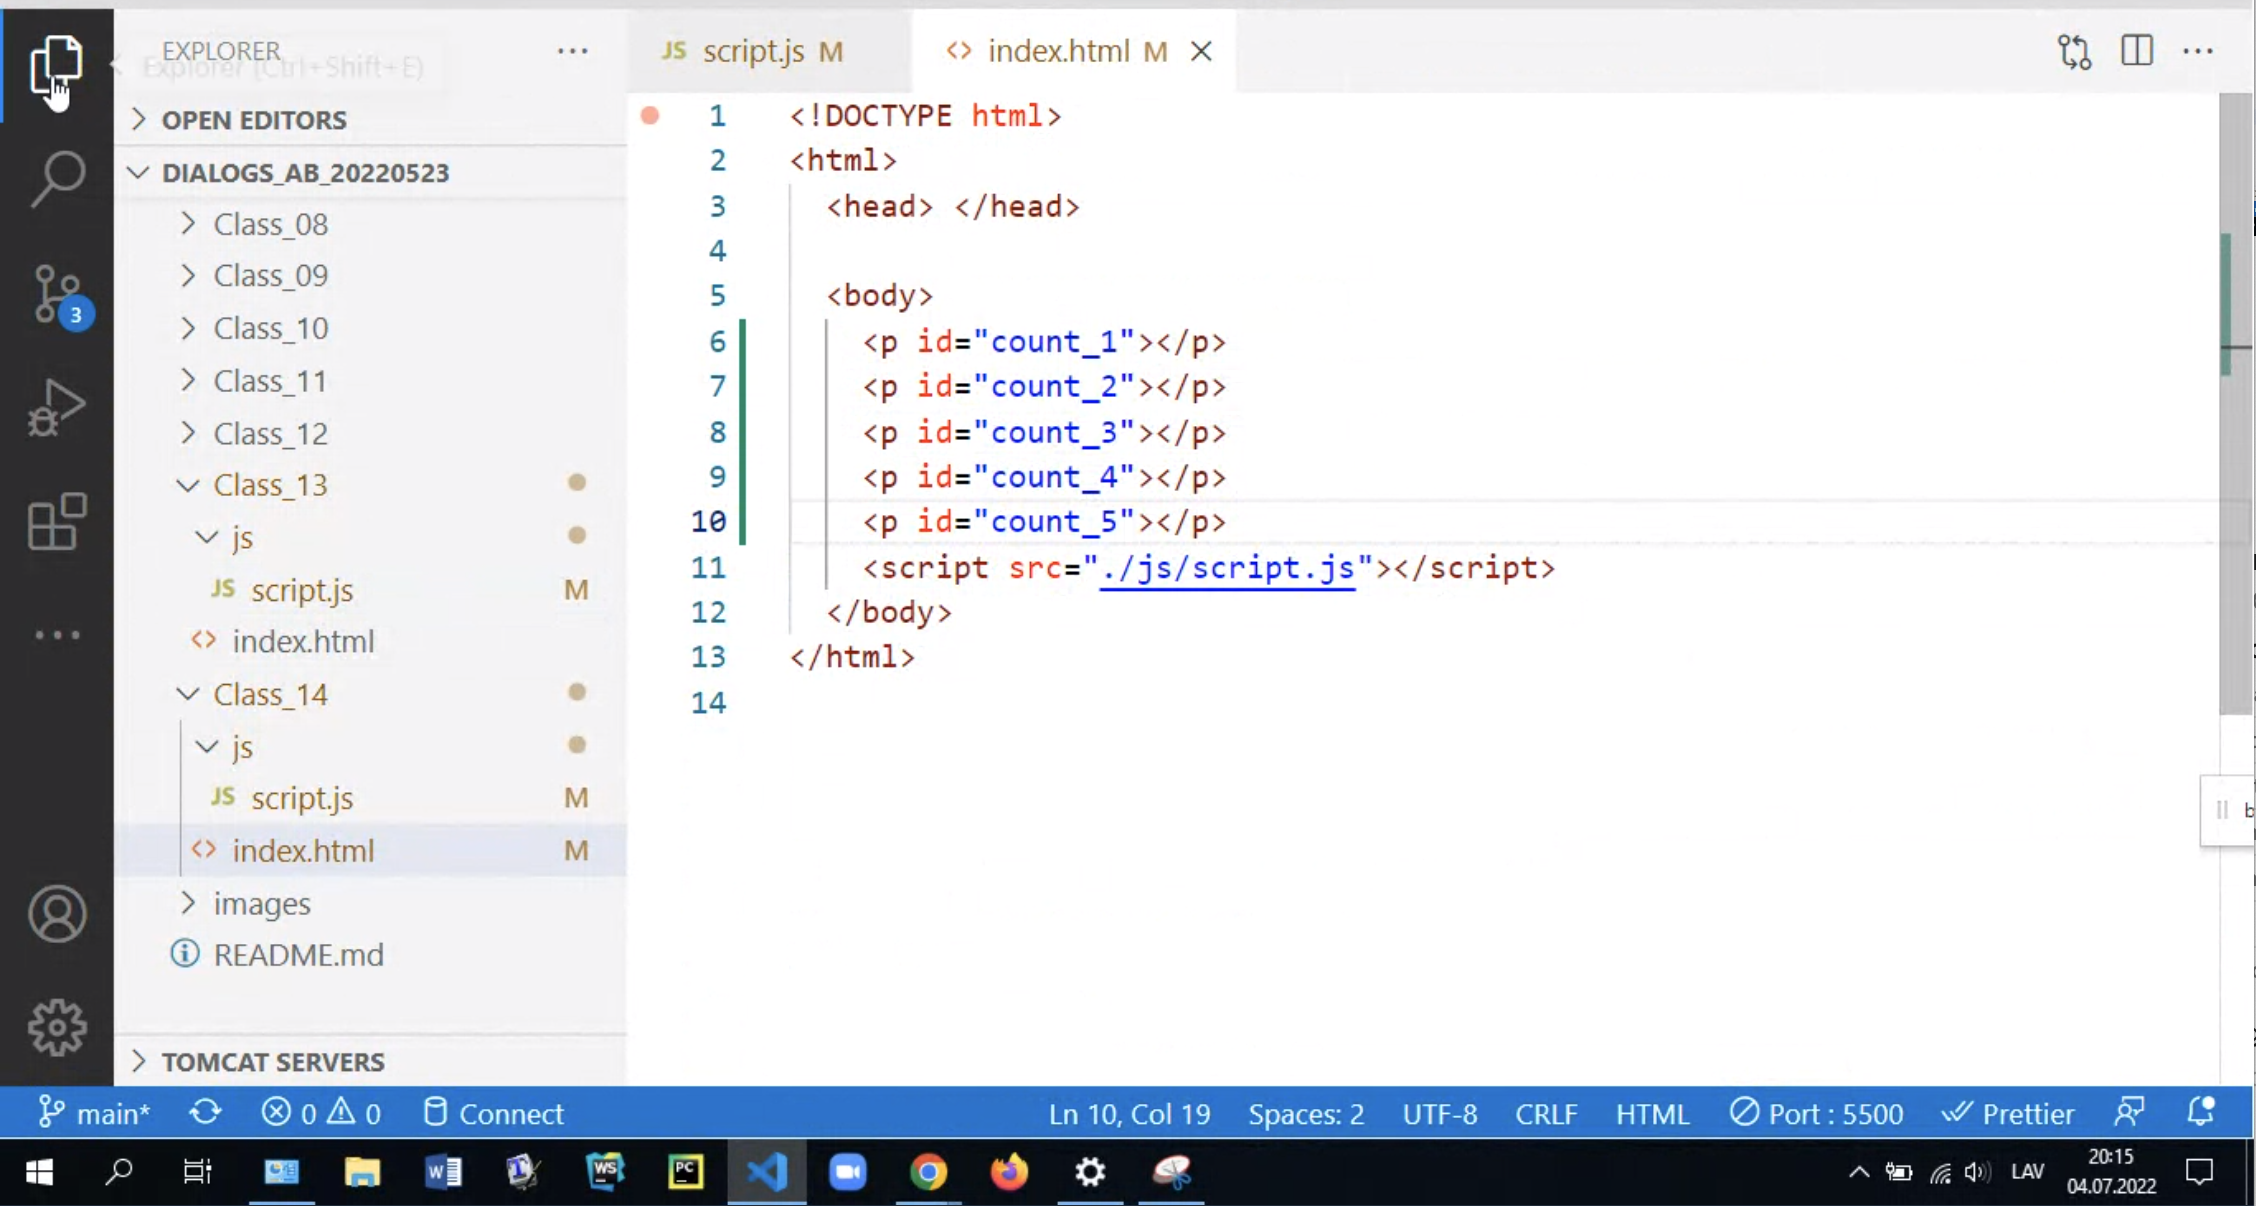 EXPLORER
Explorer (Ctrl+Shift+E)
OPEN EDITORS
DIALOGS_AB_20220523
Class_08
Class_09
Class_10
Class_11
Class_12
Class_13
js
JS script.js M
<> index.html
Class_14
js
JS script.js M
<> index.html M
images
README.md
TOMCAT SERVERS
3
JS script.js M
<> index.html M
1 <!DOCTYPE html>
2 <html>
3 <head> </head>
4
5 <body>
6 <p id="count_1"></p>
7 <p id="count_2"></p>
8 <p id="count_3"></p>
9 <p id="count_4"></p>
10 <p id="count_5"></p>
11 <script src="./js/script.js"></script>
12 </body>
13 </html>
14
main* 0 0 Connect Ln 10, Col 19 Spaces: 2 UTF-8 CRLF HTML Port : 5500 Prettier
W WS PC LAV 20:15
04.07.2022